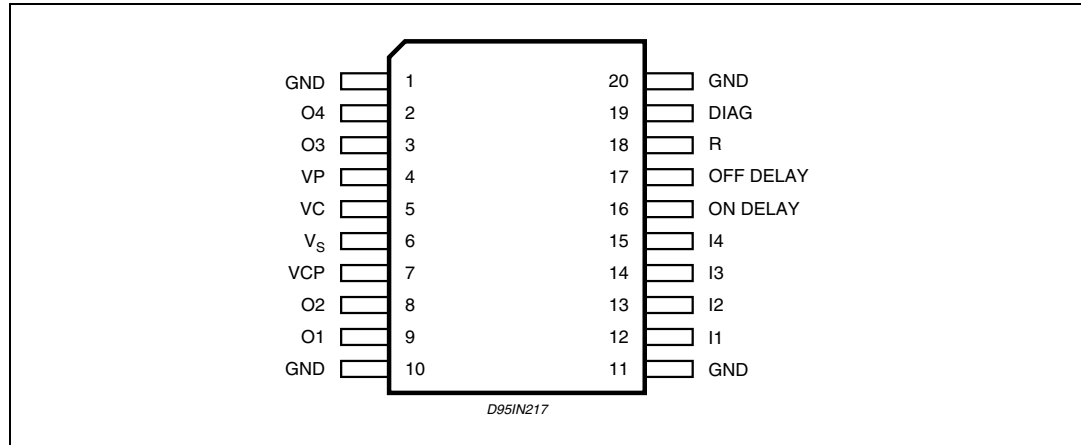 GND 1 20 GND
O4 2 19 DIAG
O3 3 18 R
VP 4 17 OFF DELAY
VC 5 16 ON DELAY
VS 6 15 I4
VCP 7 14 I3
O2 8 13 I2
O1 9 12 I1
GND 10 11 GND
D95IN217